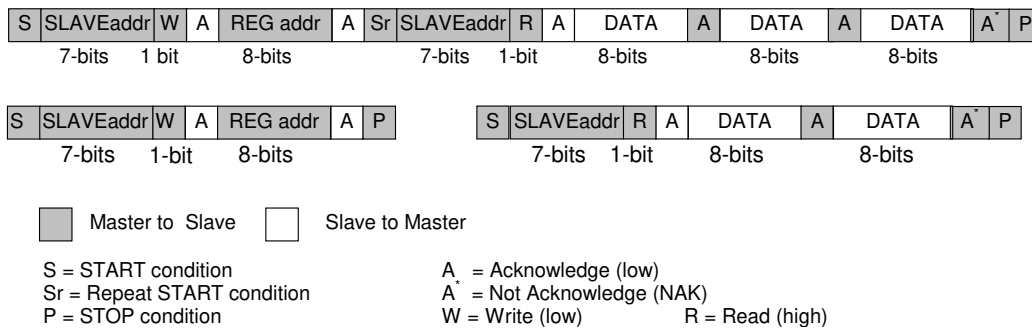 S SLAVEaddr W A REG addr A Sr SLAVEaddr R A DATA A DATA A DATA A* P
7-bits 1 bit 8-bits 7-bits 1-bit 8-bits 8-bits 8-bits
S SLAVEaddr W A REG addr A P S SLAVEaddr R A DATA A DATA A* P
7-bits 1-bit 8-bits 7-bits 1-bit 8-bits 8-bits
Master to Slave Slave to Master
S = START condition A = Acknowledge (low)
Sr = Repeat START condition A* = Not Acknowledge (NAK)
P = STOP condition W = Write (low) R = Read (high)